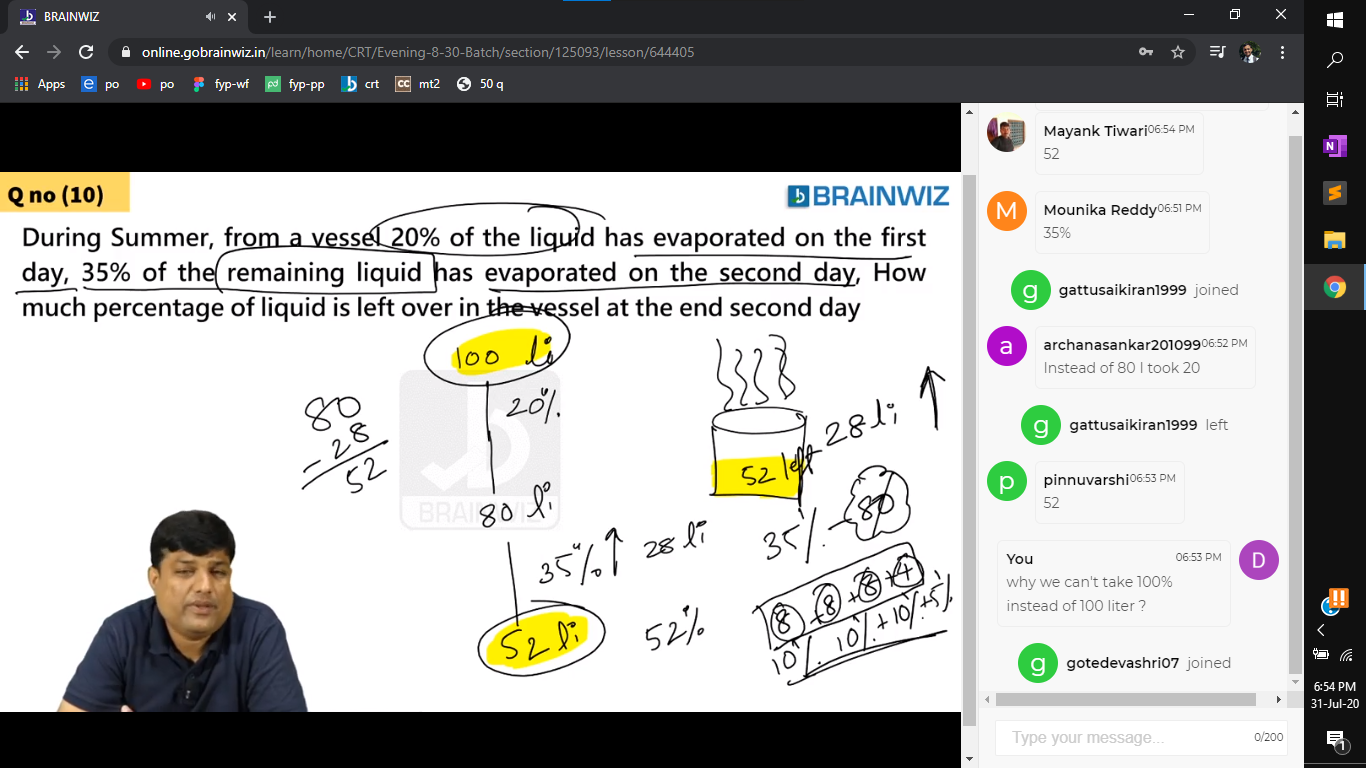 BRAINWIZ
online.gobrainwiz.in/learn/home/CRT/Evening-8-30-Batch/section/125093/lesson/644405
Apps
po
po
fyp-wf
fyp-pp
crt
CC
mt2
50 q
Q no (10)
BRAINWIZ
During Summer, from a vessel 20% of the liquid has evaporated on the first
day, 35% of the remaining liquid has evaporated on the second day, How
much percentage of liquid is left over in the vessel at the end second day
100 li
20%
80
-28
52
80 li
BRAINWIZ
35% 28 li
52 li
52%
28 li
52 left
35% 80
8 + 8 + 8 + 4
10% 10% + 10% + 5%
Mayank Tiwari 06:54 PM
52
M
Mounika Reddy 06:51 PM
35%
g
gattusaikiran1999 joined
a
archanasankar201099 06:52 PM
Instead of 80 I took 20
g
gattusaikiran1999 left
p
pinnuvarshi 06:53 PM
52
You 06:53 PM
D
why we can't take 100%
instead of 100 liter ?
g
gotedevashri07 joined
Type your message...
0/200
6:54 PM
31-Jul-20
1